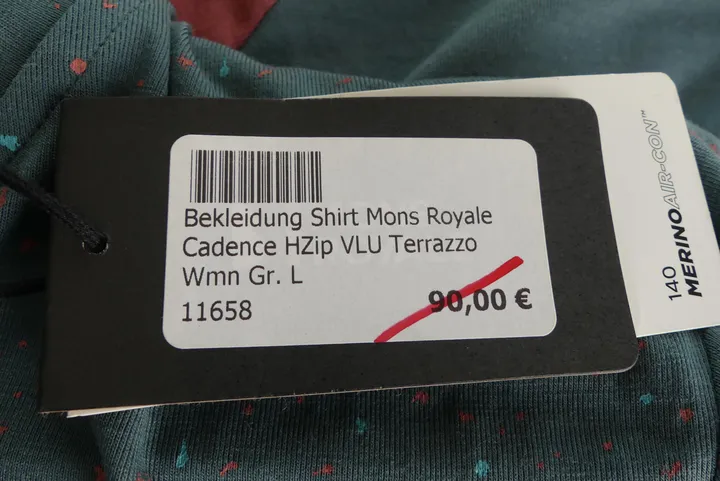 Bekleidung Shirt Mons Royale
Cadence HZip VLU Terrazzo
Wmn Gr. L
11658
90,00 €
140
MERINOAIR-CON™